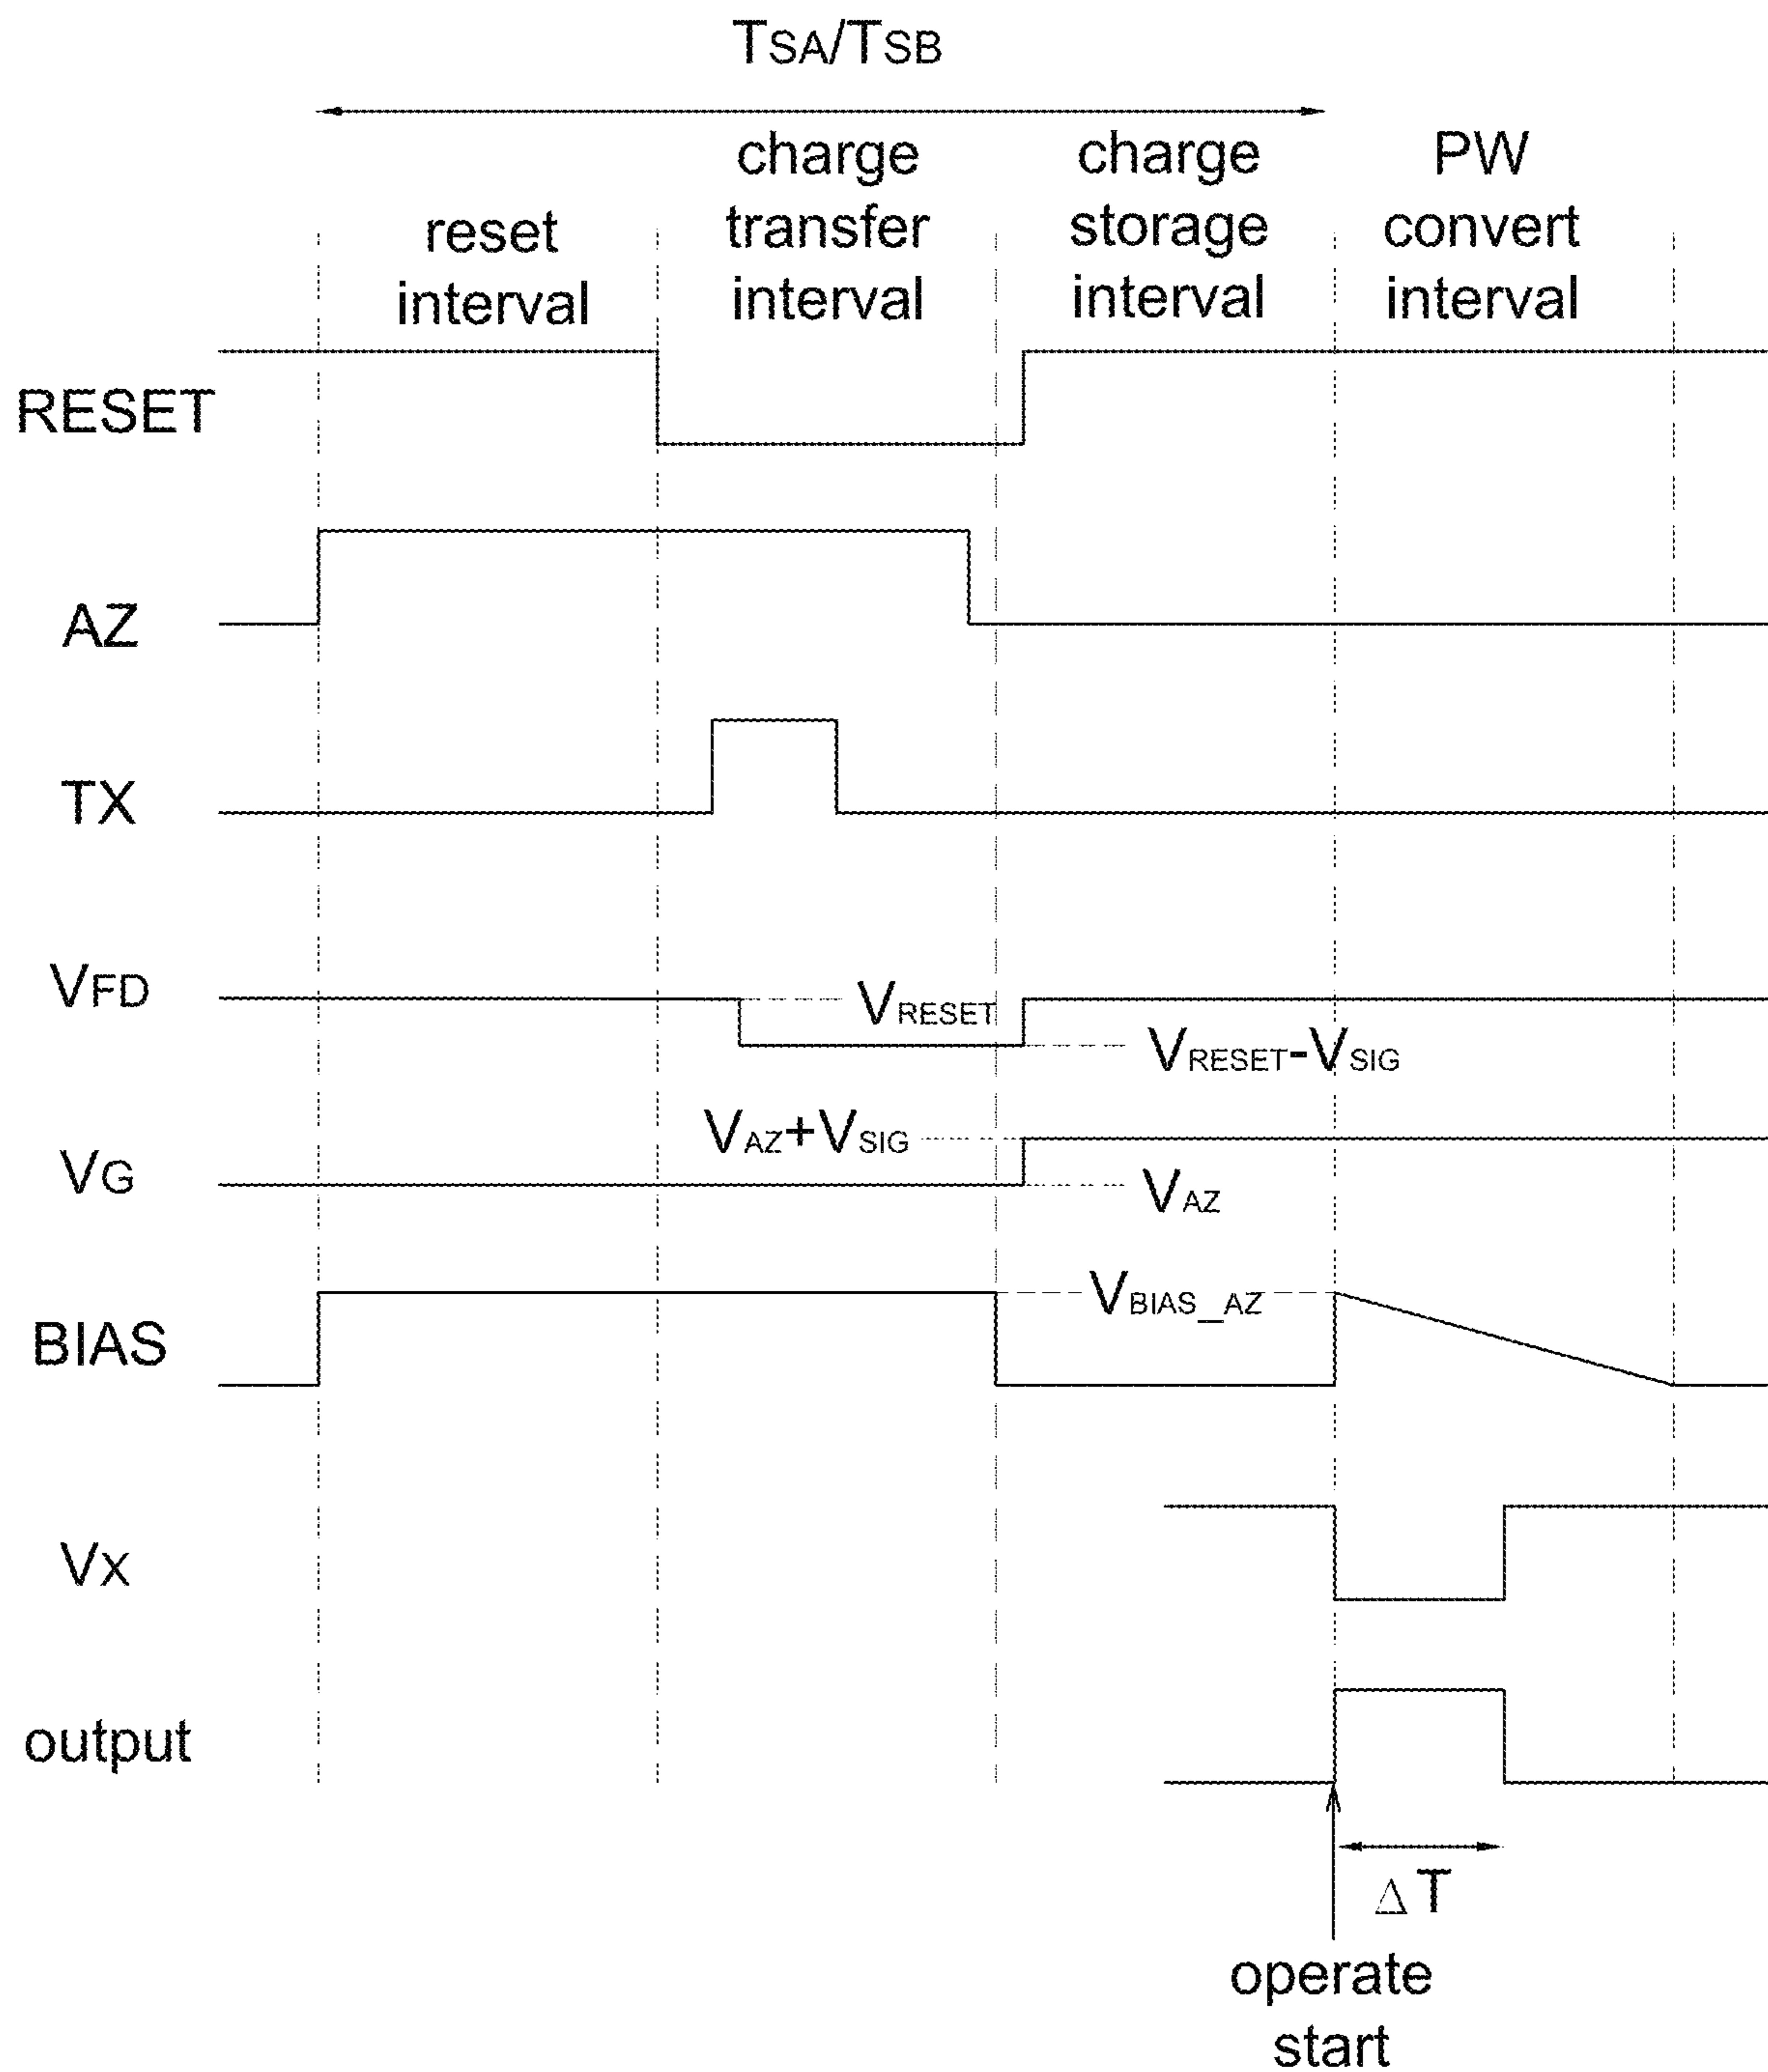 TSA/TSB
reset
interval
charge
transfer
interval
charge
storage
interval
PW
convert
interval
RESET
AZ
TX
VFD
VRESET
VRESET-VSIG
VAZ+VSIG
VG
VAZ
BIAS
VBIAS_AZ
VX
output
ΔT
operate
start